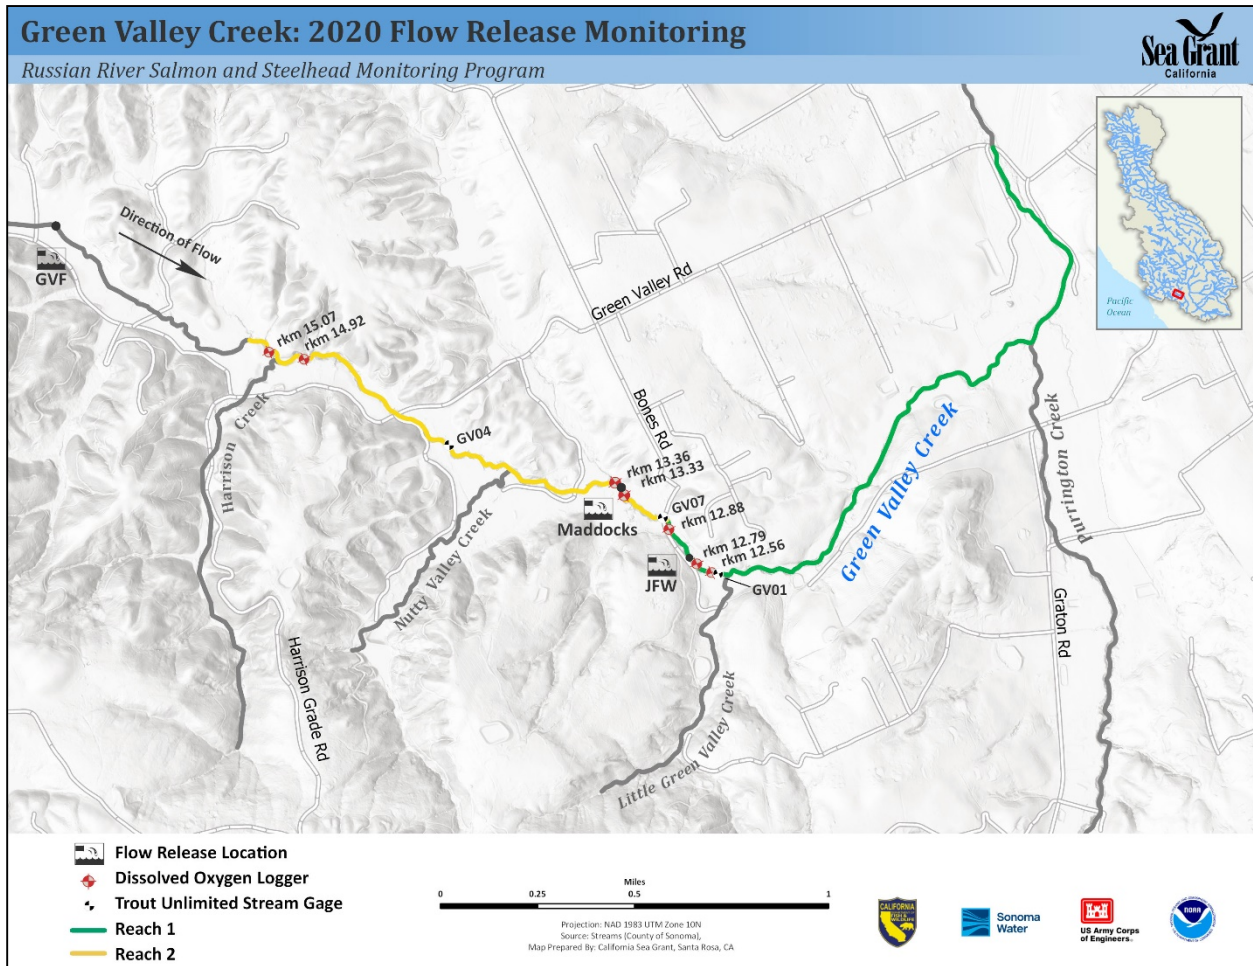 Green Valley Creek: 2020 Flow Release Monitoring
Russian River Salmon and Steelhead Monitoring Program
Sea Grant
California
Direction of Flow
GVF
Pacific
Ocean
Green Valley Rd
rkm 15.07
rkm 14.92
Harrison Creek
Bones Rd
GV04
rkm 13.36
rkm 13.33
Maddocks
GV07
rkm 12.88
Nutty Valley Creek
rkm 12.79
rkm 12.56
JFW
GV01
Green Valley Creek
Purrington Creek
Graton Rd
Harrison Grade Rd
Little Green Valley Creek
Flow Release Location
Dissolved Oxygen Logger
Trout Unlimited Stream Gage
Reach 1
Reach 2
Miles
0 0.25 0.5 1
Projection: NAD 1983 UTM Zone 10N
Source: Streams (County of Sonoma),
Map Prepared By: California Sea Grant, Santa Rosa, CA
CALIFORNIA
FISH & WILDLIFE
Sonoma
Water
US Army Corps
of Engineers®
NOAA